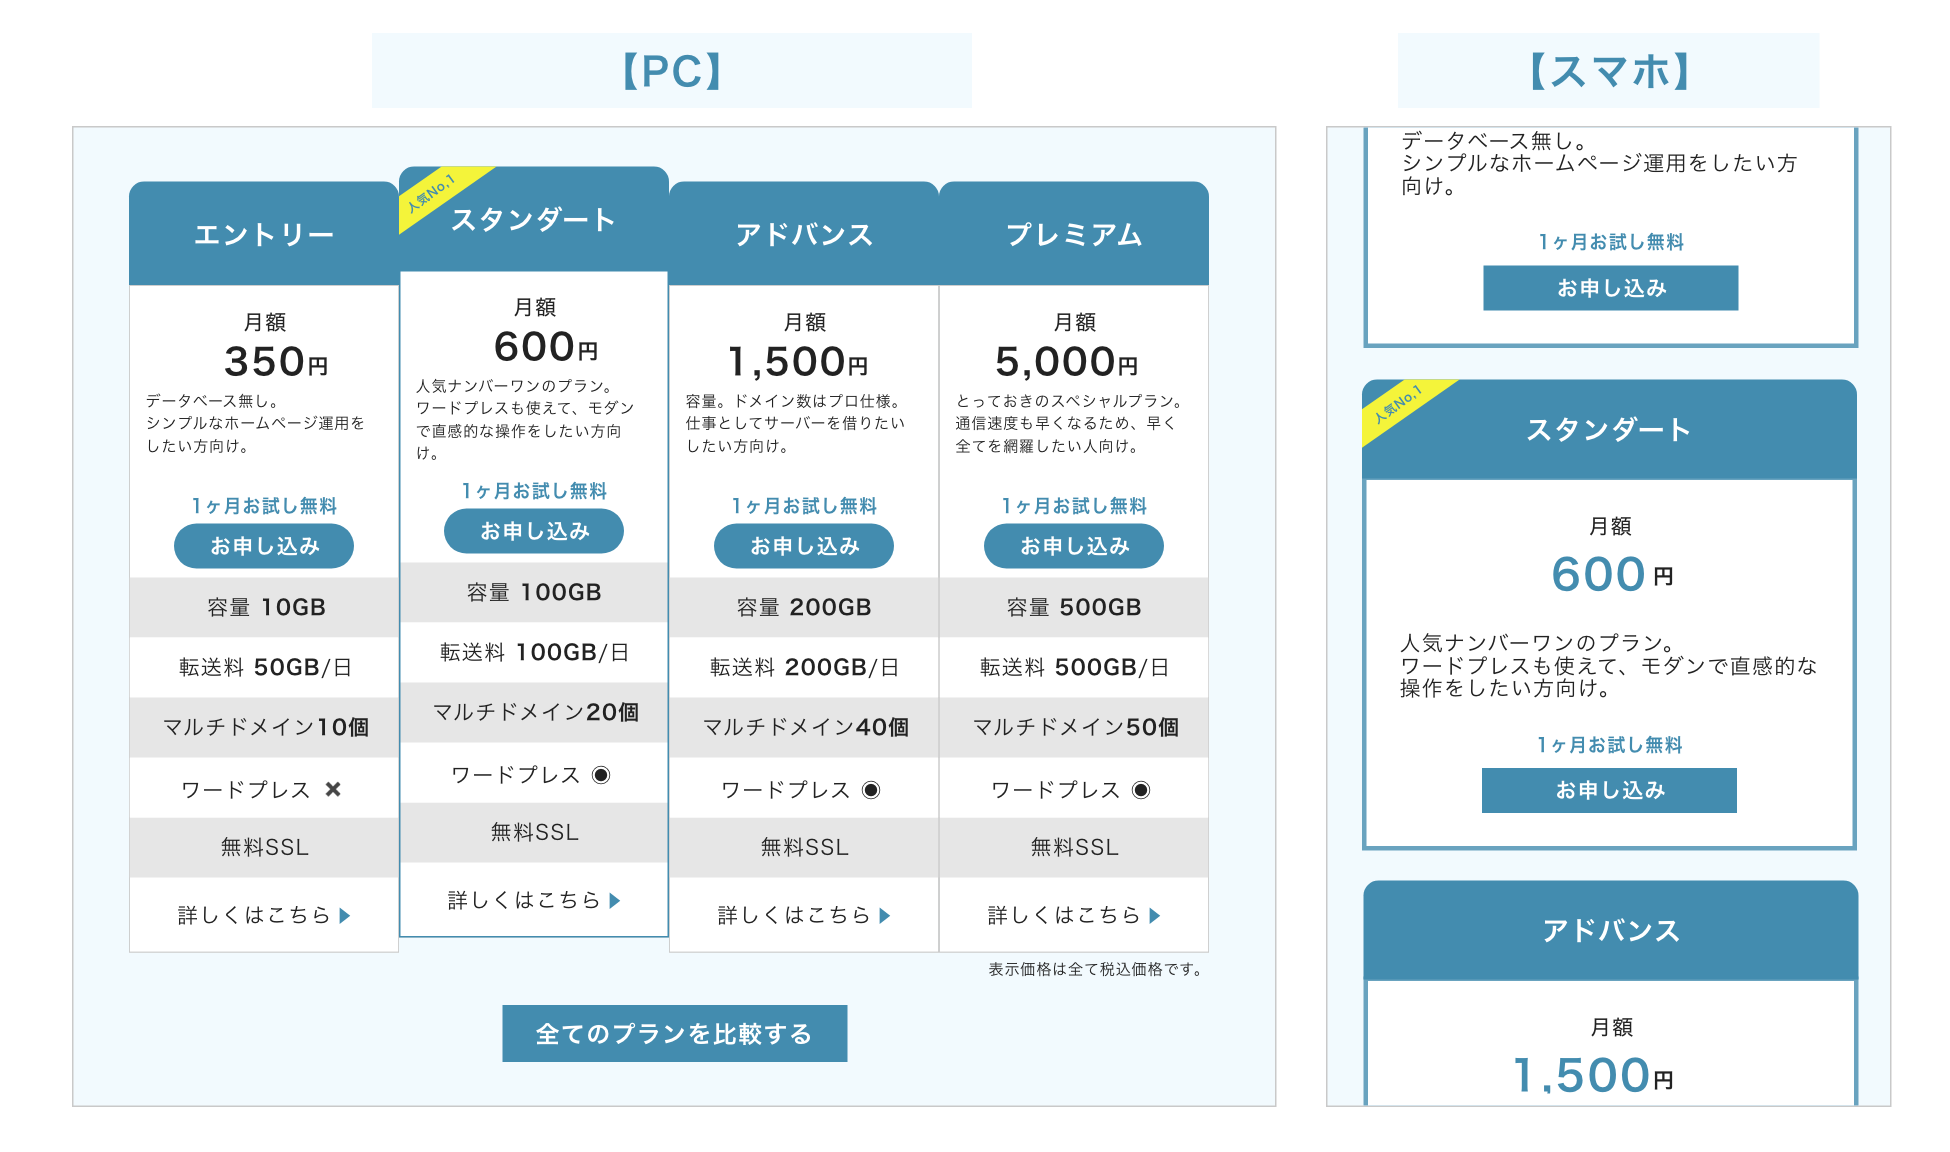 【PC】
エントリー
月額
350円
データベース無し。
シンプルなホームページ運用を
したい方向け。
1ヶ月お試し無料
お申し込み
容量 10GB
転送料 50GB/日
マルチドメイン10個
ワードプレス ✖
無料SSL
詳しくはこちら▶
人気No,1
スタンダート
月額
600円
人気ナンバーワンのプラン。
ワードプレスも使えて、モダン
で直感的な操作をしたい方向
け。
1ヶ月お試し無料
お申し込み
容量 100GB
転送料 100GB/日
マルチドメイン20個
ワードプレス ◉
無料SSL
詳しくはこちら▶
アドバンス
月額
1,500円
容量。ドメイン数はプロ仕様。
仕事としてサーバーを借りたい
したい方向け。
1ヶ月お試し無料
お申し込み
容量 200GB
転送料 200GB/日
マルチドメイン40個
ワードプレス ◉
無料SSL
詳しくはこちら▶
プレミアム
月額
5,000円
とっておきのスペシャルプラン。
通信速度も早くなるため、早く
全てを網羅したい人向け。
1ヶ月お試し無料
お申し込み
容量 500GB
転送料 500GB/日
マルチドメイン50個
ワードプレス ◉
無料SSL
詳しくはこちら▶
表示価格は全て税込価格です。
全てのプランを比較する
【スマホ】
データベース無し。
シンプルなホームページ運用をしたい方
向け。
1ヶ月お試し無料
お申し込み
人気No,1
スタンダート
月額
600 円
人気ナンバーワンのプラン。
ワードプレスも使えて、モダンで直感的な
操作をしたい方向け。
1ヶ月お試し無料
お申し込み
アドバンス
月額
1,500円